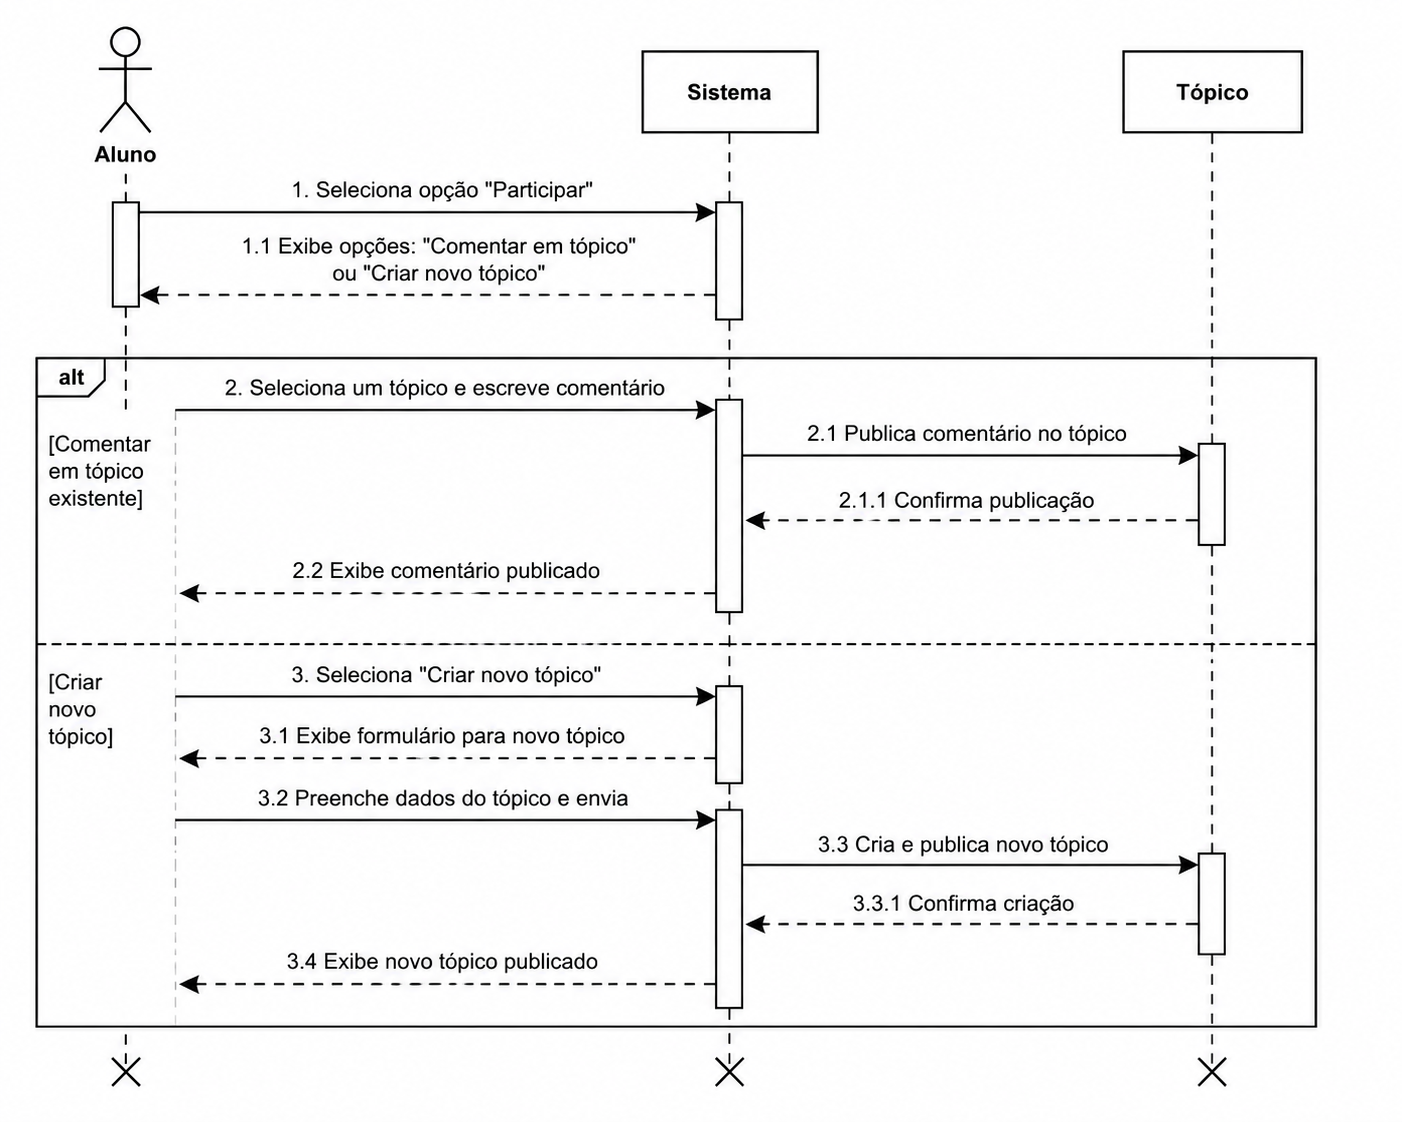 Sistema
Tópico
Aluno
1. Seleciona opção "Participar"
1.1 Exibe opções: "Comentar em tópico"
ou "Criar novo tópico"
alt
2. Seleciona um tópico e escreve comentário
[Comentar
em tópico
existente]
2.1 Publica comentário no tópico
2.1.1 Confirma publicação
2.2 Exibe comentário publicado
[Criar
novo
tópico]
3. Seleciona "Criar novo tópico"
3.1 Exibe formulário para novo tópico
3.2 Preenche dados do tópico e envia
3.3 Cria e publica novo tópico
3.3.1 Confirma criação
3.4 Exibe novo tópico publicado